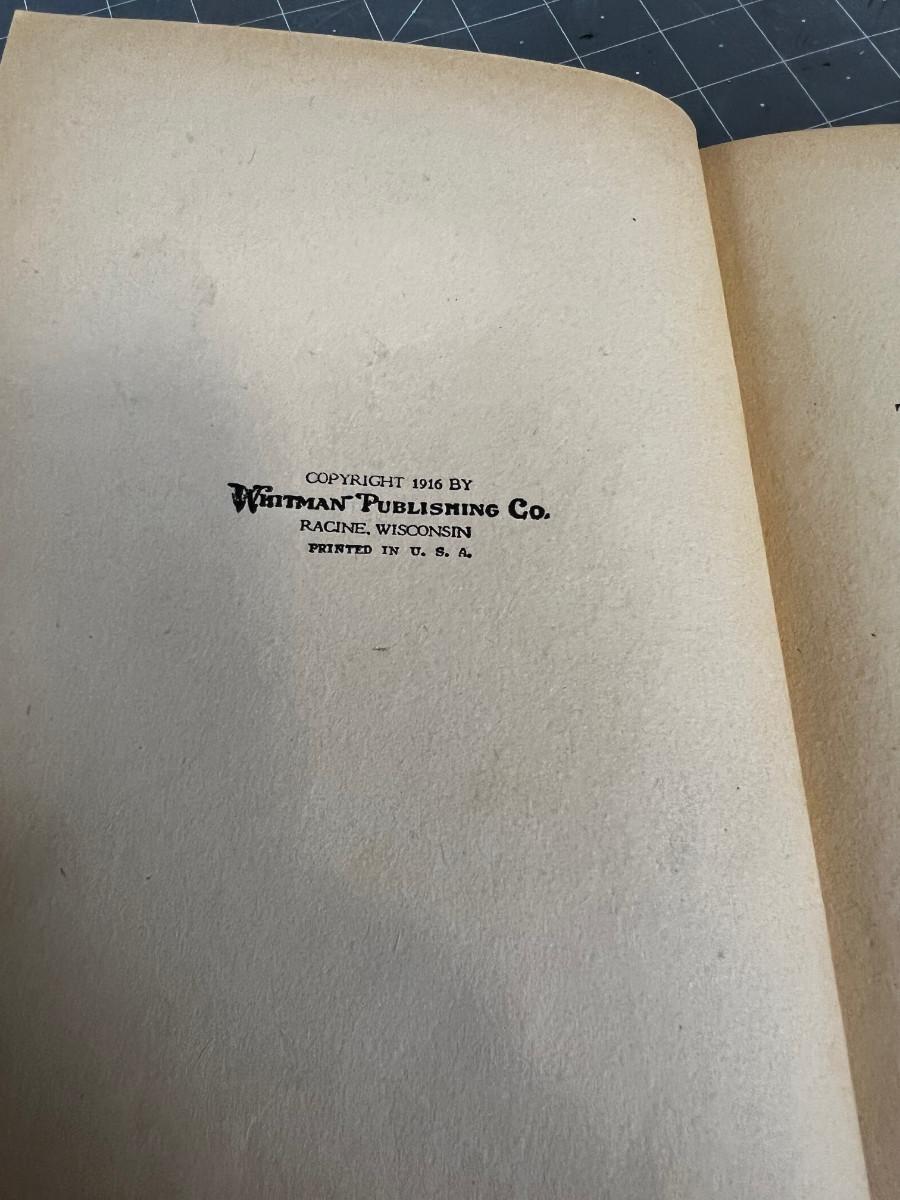 COPYRIGHT 1916 BY
WHITMAN PUBLISHING CO.
RACINE, WISCONSIN
PRINTED IN U. S. A.